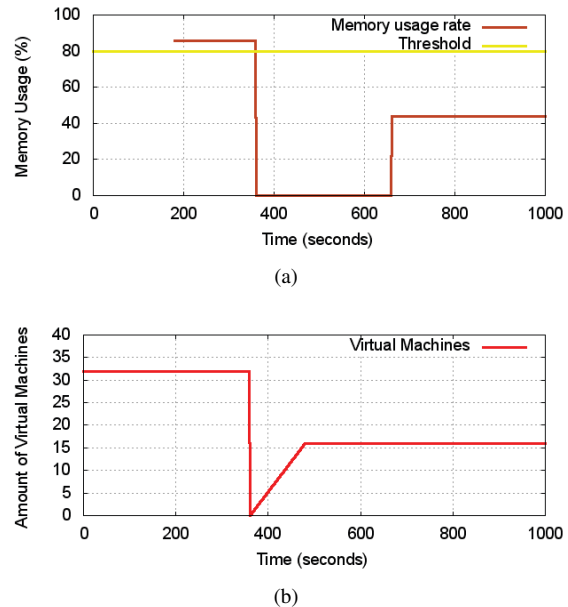 Memory usage rate
Threshold
100
80
60
40
20
0
Memory Usage (%)
0 200 400 600 800 1000
Time (seconds)
(a)
Virtual Machines
40
35
30
25
20
15
10
5
0
Amount of Virtual Machines
0 200 400 600 800 1000
Time (seconds)
(b)